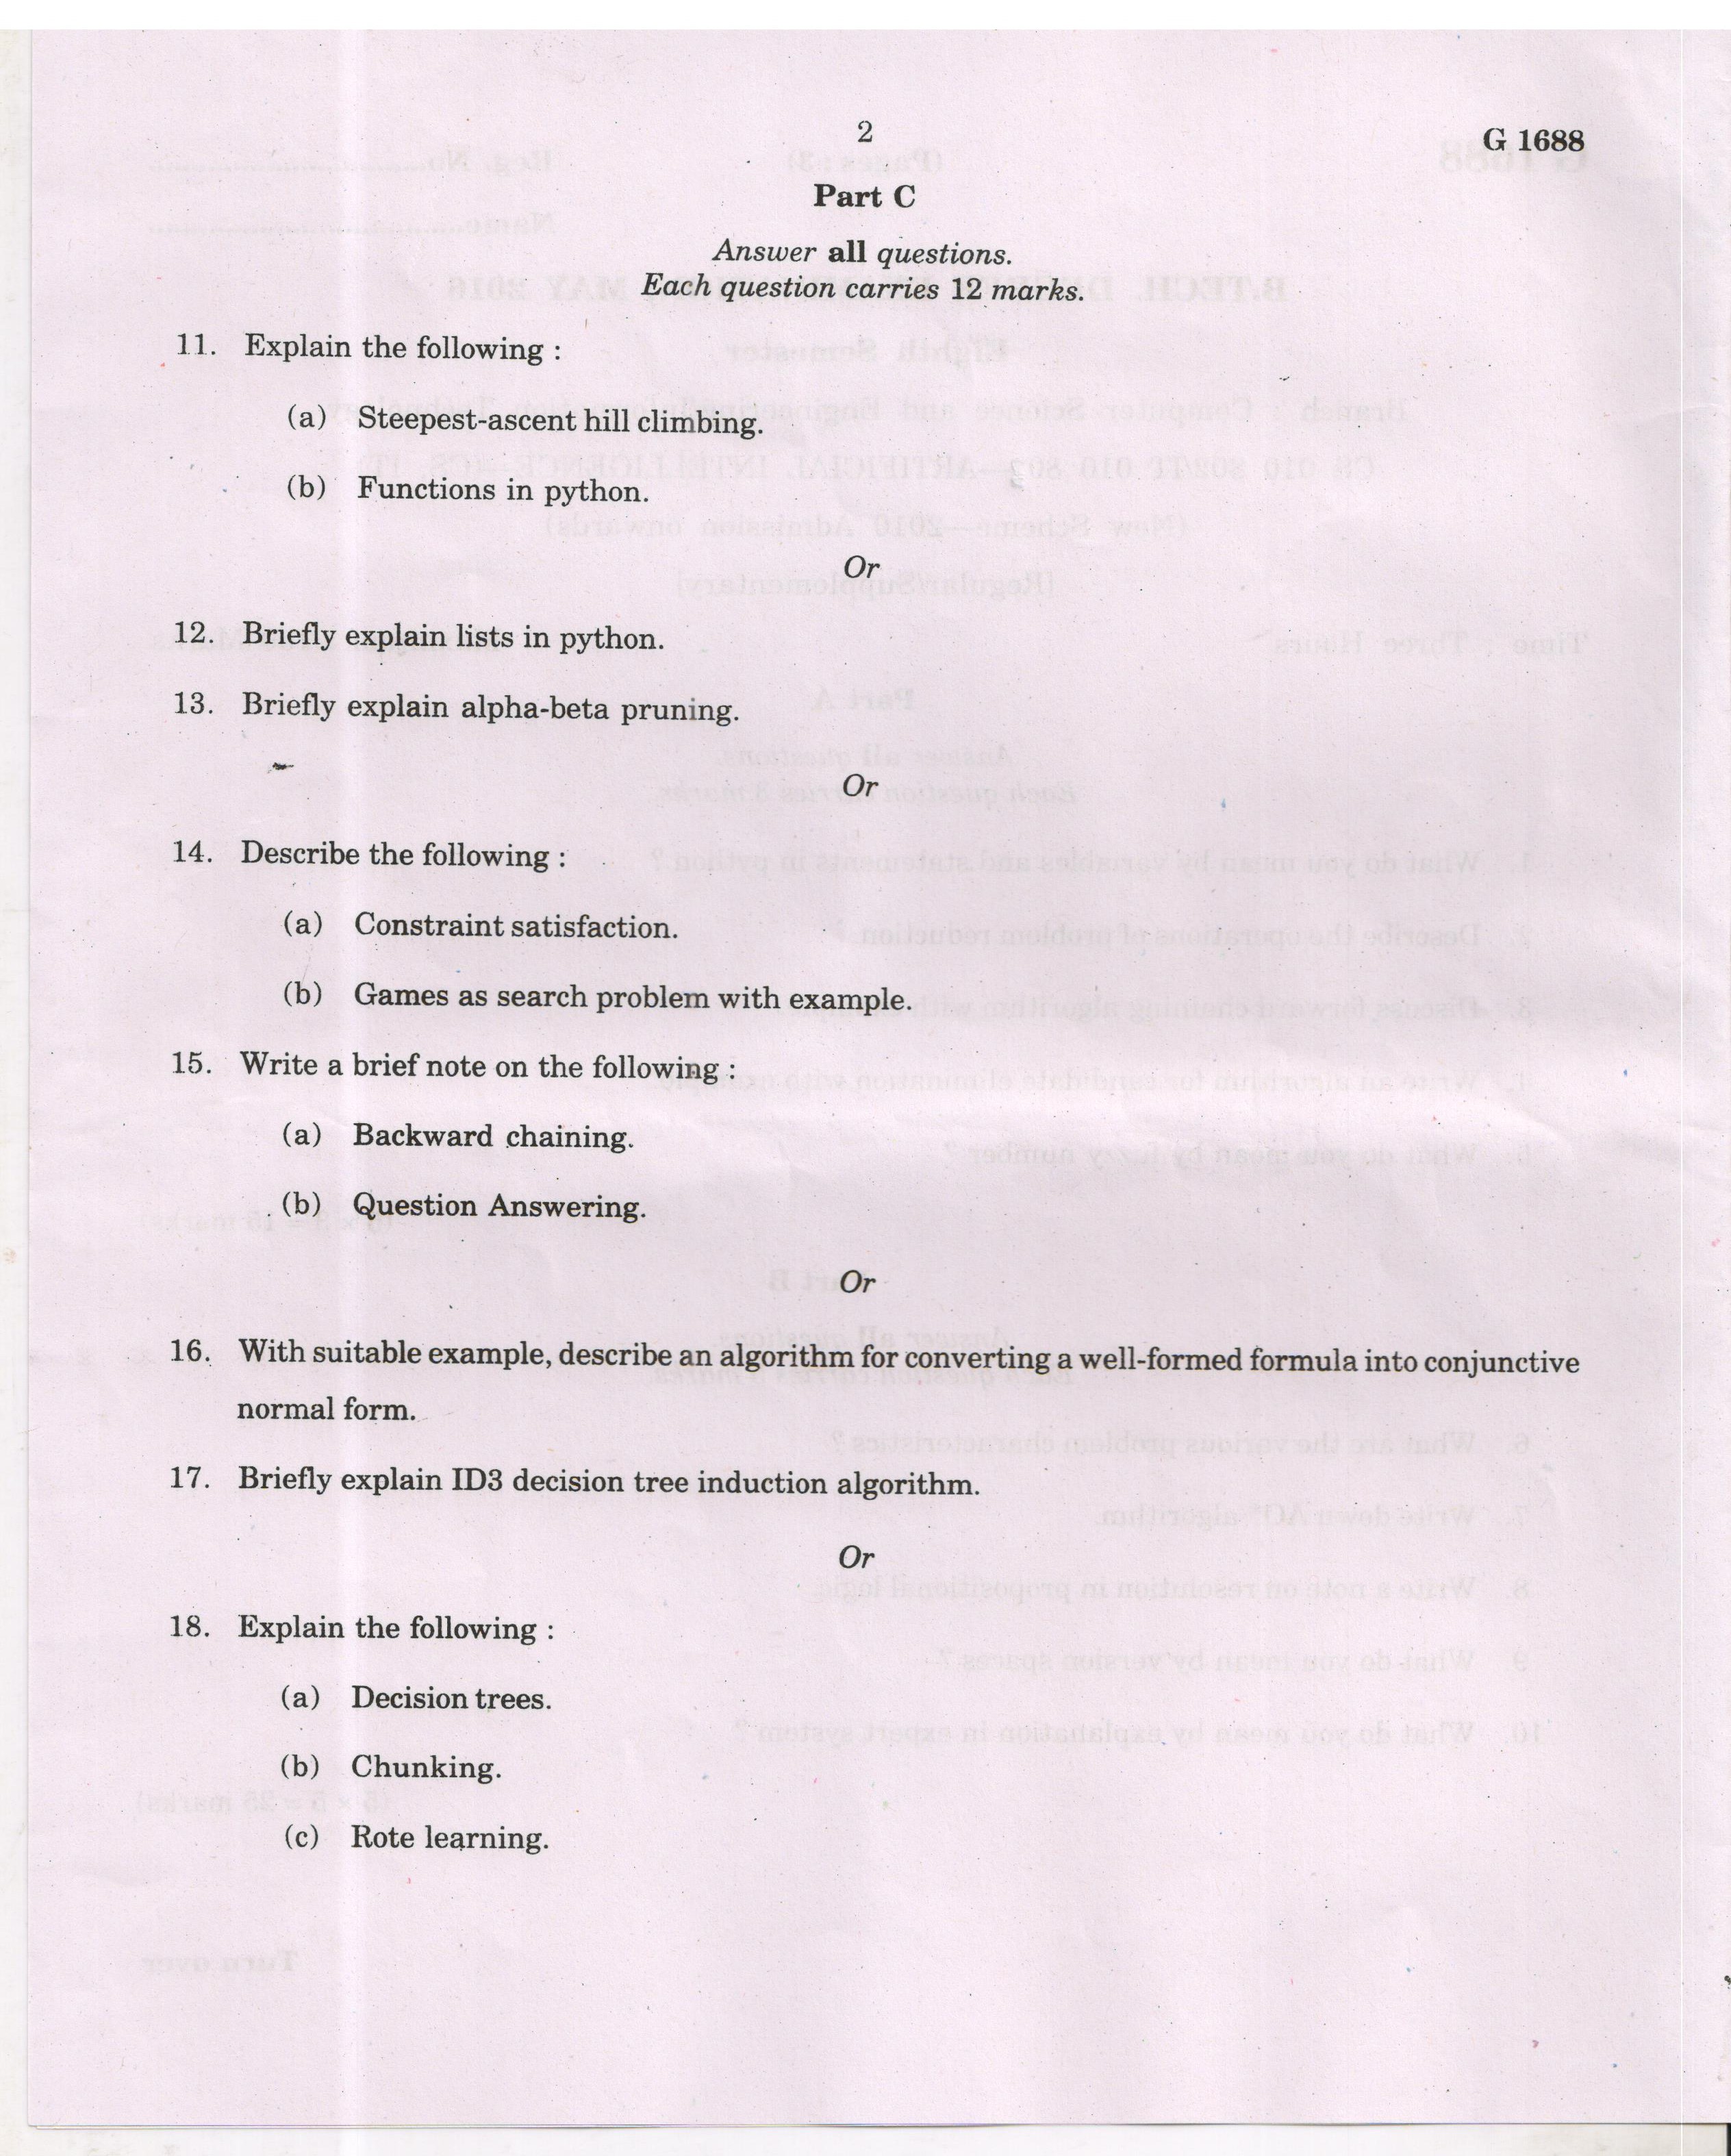 2
G 1688
Part C
Answer all questions.
Each question carries 12 marks.
11. Explain the following :
(a) Steepest-ascent hill climbing.
(b) Functions in python.
Or
12. Briefly explain lists in python.
13. Briefly explain alpha-beta pruning.
Or
14. Describe the following :
(a) Constraint satisfaction.
(b) Games as search problem with example.
15. Write a brief note on the following :
(a) Backward chaining.
(b) Question Answering.
Or
16. With suitable example, describe an algorithm for converting a well-formed formula into conjunctive
normal form.
17. Briefly explain ID3 decision tree induction algorithm.
Or
18. Explain the following :
(a) Decision trees.
(b) Chunking.
(c) Rote learning.